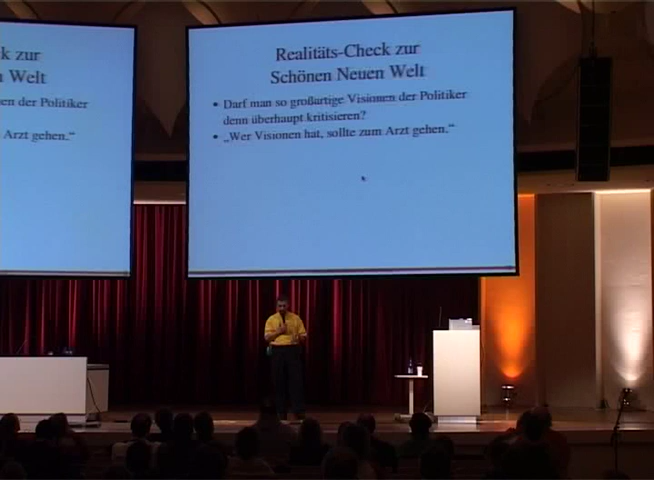 k zur
n Welt
en der Politiker
Arzt gehen."
Realitäts-Check zur
Schönen Neuen Welt
• Darf man so großartige Visionen der Politiker
denn überhaupt kritisieren?
• „Wer Visionen hat, sollte zum Arzt gehen.“